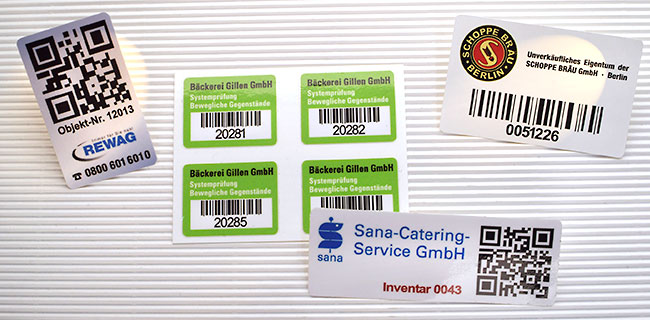 Objekt-Nr. 12013
REWAG
☎ 0800 601 6010
Bäckerei Gillen GmbH
Systemprüfung
Bewegliche Gegenstände
20281
Bäckerei Gillen GmbH
Systemprüfung
Bewegliche Gegenstände
20282
Bäckerei Gillen GmbH
Systemprüfung
Bewegliche Gegenstände
20285
Bäckerei Gillen GmbH
Systemprüfung
Bewegliche Gegenstände
SCHOPPE BRÄU
BERLIN
Unverkäufliches Eigentum der
SCHOPPE BRÄU GmbH · Berlin
0051226
sana
Sana-Catering-
Service GmbH
Inventar 0043